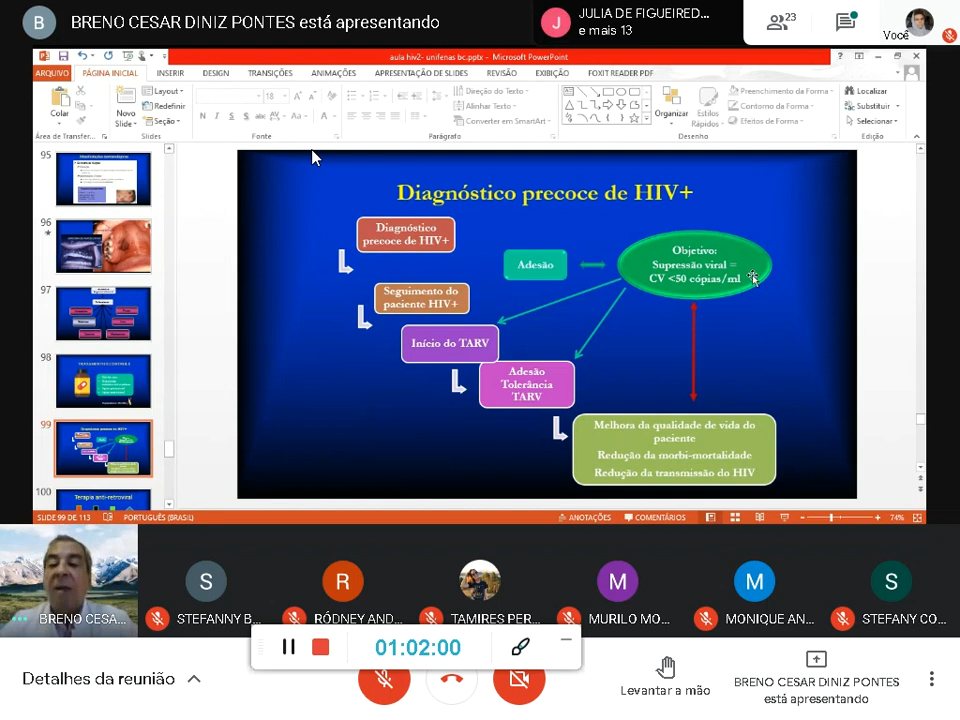 B
BRENO CESAR DINIZ PONTES está apresentando
J
JULIA DE FIGUEIRED...
e mais 13
23
Você
aula hiv2- unifenas bc.pptx - Microsoft PowerPoint
ARQUIVO
PÁGINA INICIAL
INSERIR
DESIGN
TRANSIÇÕES
ANIMAÇÕES
APRESENTAÇÃO DE SLIDES
REVISÃO
EXIBIÇÃO
FOXIT READER PDF
Colar
Novo
Slide
Layout
Redefinir
Seção
18
N I S S abc AV Aa A
Direção do Texto
Alinhar Texto
Converter em SmartArt
Organizar
Estilos
Rápidos
Preenchimento da Forma
Contorno da Forma
Efeitos de Forma
Localizar
Substituir
Selecionar
Área de Transfer...
Slides
Fonte
Parágrafo
Desenho
Edição
95
96
97
98
99
100
Terapia anti-retroviral
Diagnóstico precoce de HIV+
Diagnóstico
precoce de HIV+
Seguimento do
paciente HIV+
Início do TARV
Adesão
Tolerância
TARV
Adesão
Objetivo:
Supressão viral =
CV <50 cópias/ml
Melhora da qualidade de vida do
paciente
Redução da morbi-mortalidade
Redução da transmissão do HIV
SLIDE 99 DE 113
PORTUGUÊS (BRASIL)
ANOTAÇÕES
COMENTÁRIOS
74%
BRENO CESA...
S
STEFANNY B...
R
RÓDNEY AND...
TAMIRES PER...
M
MURILO MO...
M
MONIQUE AN...
S
STEFANY CO...
01:02:00
Detalhes da reunião
Levantar a mão
BRENO CESAR DINIZ PONTES
está apresentando